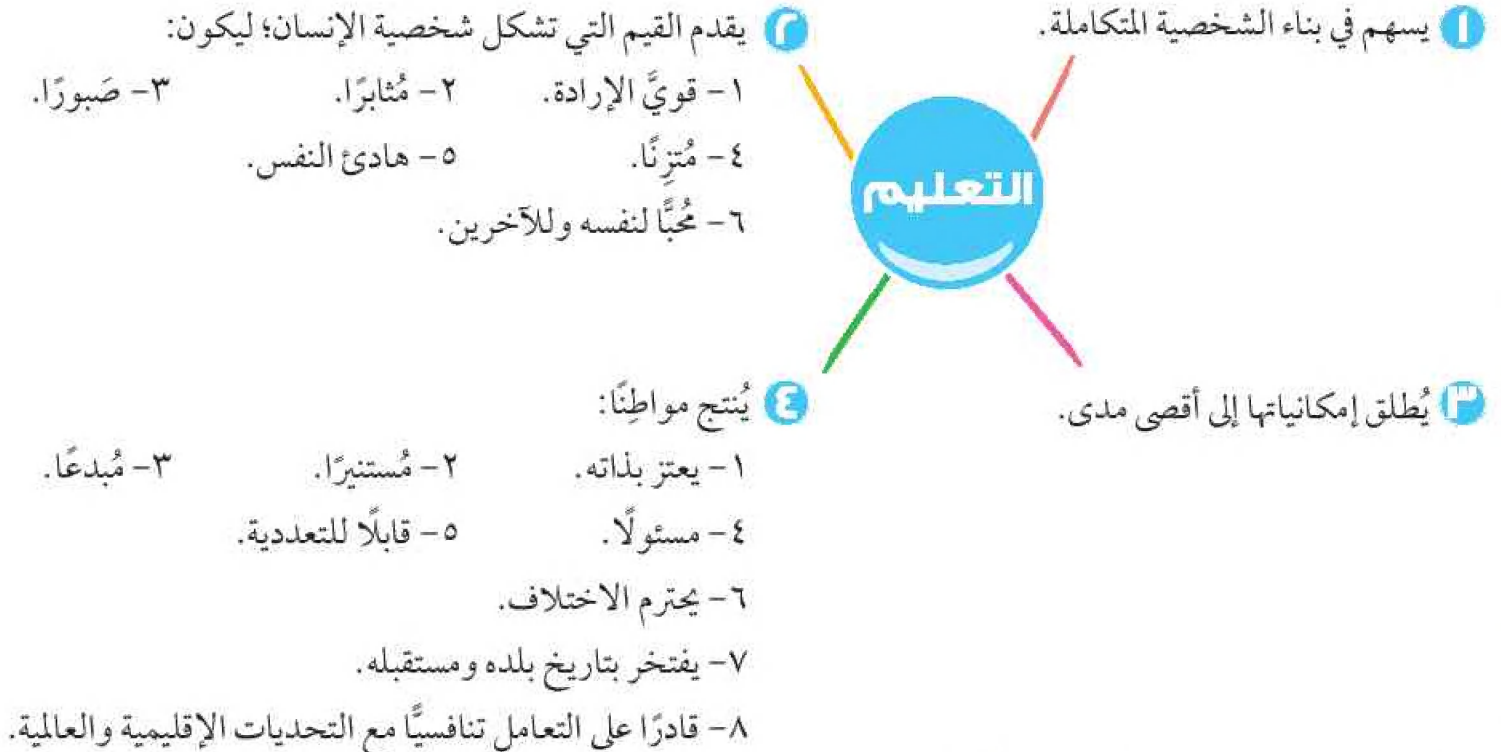 ١ يسهم في بناء الشخصية المتكاملة.
٢ يقدم القيم التي تشكل شخصية الإنسان؛ ليكون:
١- قويَّ الإرادة. ٢- مُثابرًا. ٣- صَبورًا.
٤- مُتزِنًا. ٥- هادئ النفس.
٦- مُحبًّا لنفسه وللآخرين.
التعليم
٣ يُطلق إمكانياتها إلى أقصى مدى.
٤ يُنتج مواطِنًا:
١- يعتز بذاته. ٢- مُستنيرًا. ٣- مُبدعًا.
٤- مسئولًا. ٥- قابلًا للتعددية.
٦- يحترم الاختلاف.
٧- يفتخر بتاريخ بلده ومستقبله.
٨- قادرًا على التعامل تنافسيًّا مع التحديات الإقليمية والعالمية.